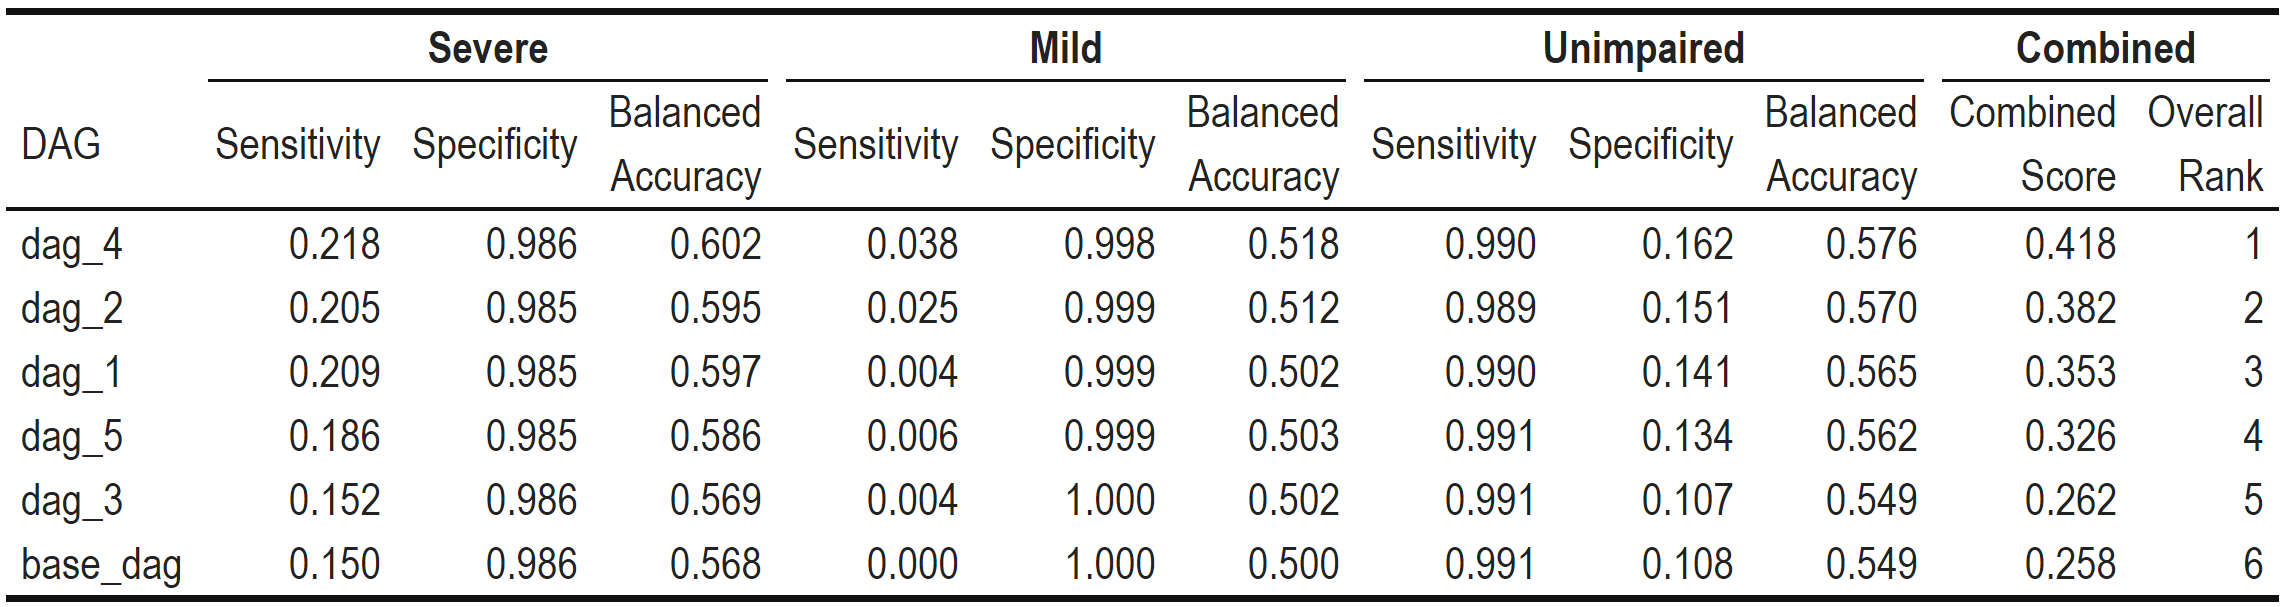 Severe Mild Unimpaired Combined
DAG Sensitivity Specificity Balanced Accuracy Sensitivity Specificity Balanced Accuracy Sensitivity Specificity Balanced Accuracy Combined Score Overall Rank
dag_4 0.218 0.986 0.602 0.038 0.998 0.518 0.990 0.162 0.576 0.418 1
dag_2 0.205 0.985 0.595 0.025 0.999 0.512 0.989 0.151 0.570 0.382 2
dag_1 0.209 0.985 0.597 0.004 0.999 0.502 0.990 0.141 0.565 0.353 3
dag_5 0.186 0.985 0.586 0.006 0.999 0.503 0.991 0.134 0.562 0.326 4
dag_3 0.152 0.986 0.569 0.004 1.000 0.502 0.991 0.107 0.549 0.262 5
base_dag 0.150 0.986 0.568 0.000 1.000 0.500 0.991 0.108 0.549 0.258 6